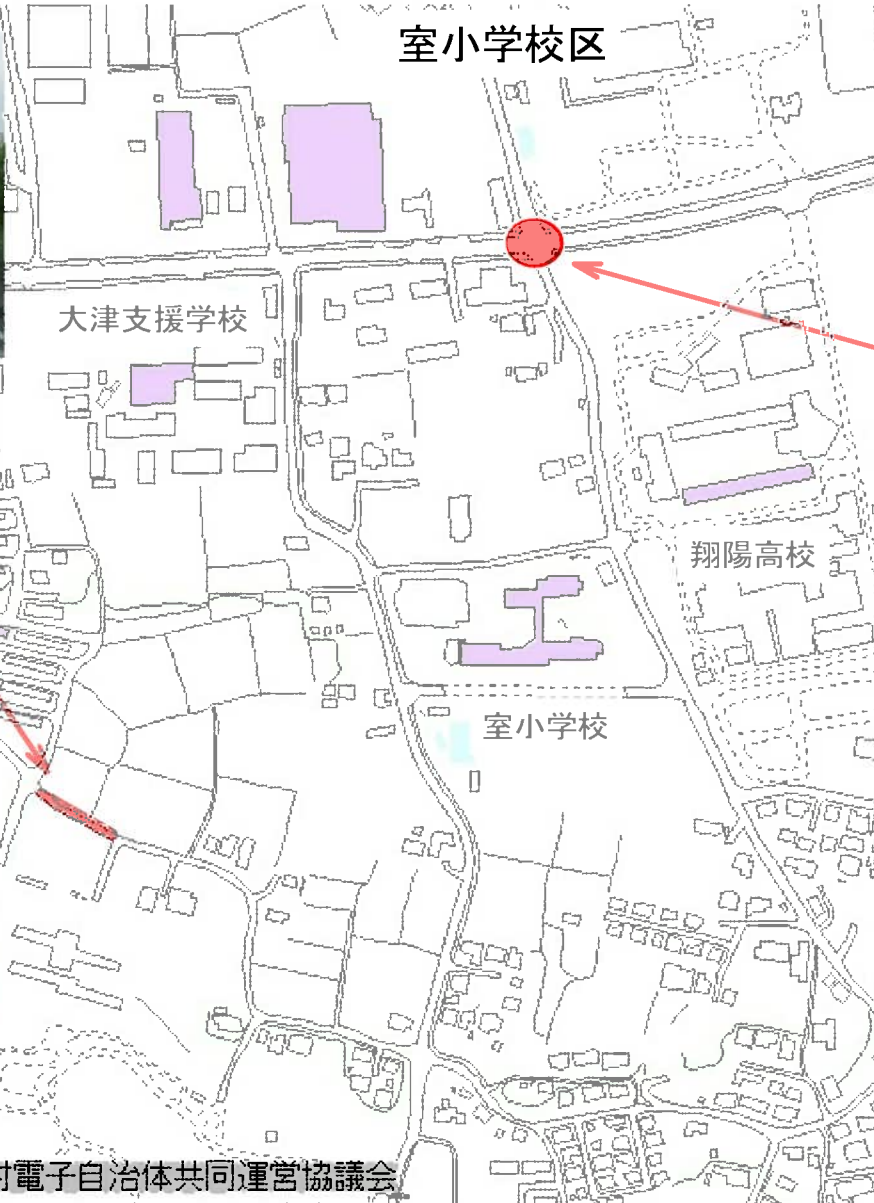 室小学校区
大津支援学校
翔陽高校
室小学校
村電子自治体共同運営協議会